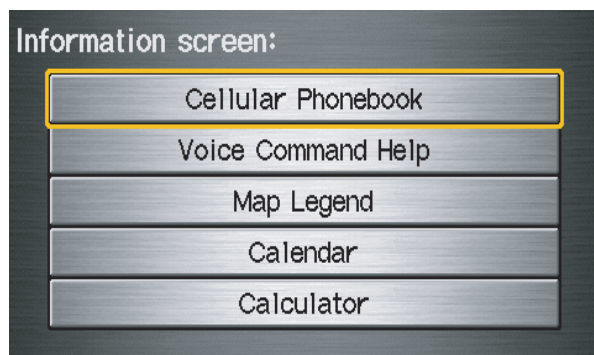 Information screen:
Cellular Phonebook
Voice Command Help
Map Legend
Calendar
Calculator